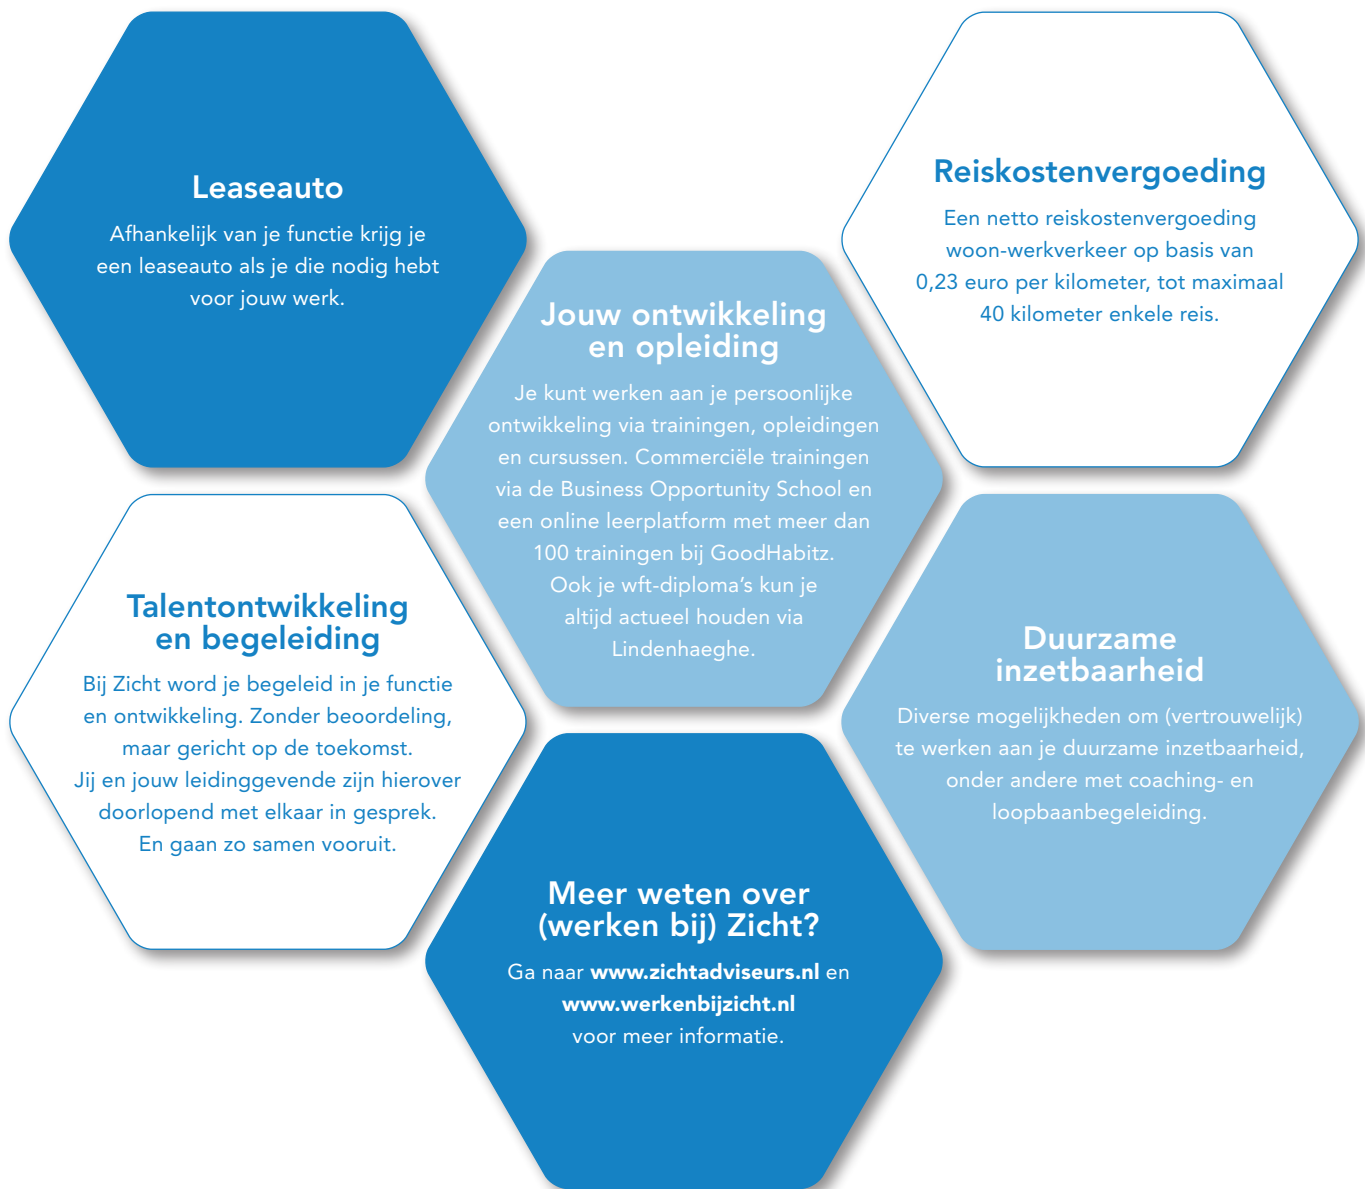 Leaseauto
Afhankelijk van je functie krijg je
een leaseauto als je die nodig hebt
voor jouw werk.
Reiskostenvergoeding
Een netto reiskostenvergoeding
woon-werkverkeer op basis van
0,23 euro per kilometer, tot maximaal
40 kilometer enkele reis.
Jouw ontwikkeling
en opleiding
Je kunt werken aan je persoonlijke
ontwikkeling via trainingen, opleidingen
en cursussen. Commerciële trainingen
via de Business Opportunity School en
een online leerplatform met meer dan
100 trainingen bij GoodHabitz.
Ook je wft-diploma’s kun je
altijd actueel houden via
Lindenhaeghe.
Talentontwikkeling
en begeleiding
Bij Zicht word je begeleid in je functie
en ontwikkeling. Zonder beoordeling,
maar gericht op de toekomst.
Jij en jouw leidinggevende zijn hierover
doorlopend met elkaar in gesprek.
En gaan zo samen vooruit.
Duurzame
inzetbaarheid
Diverse mogelijkheden om (vertrouwelijk)
te werken aan je duurzame inzetbaarheid,
onder andere met coaching- en
loopbaanbegeleiding.
Meer weten over
(werken bij) Zicht?
Ga naar www.zichtadviseurs.nl en
www.werkenbijzicht.nl
voor meer informatie.